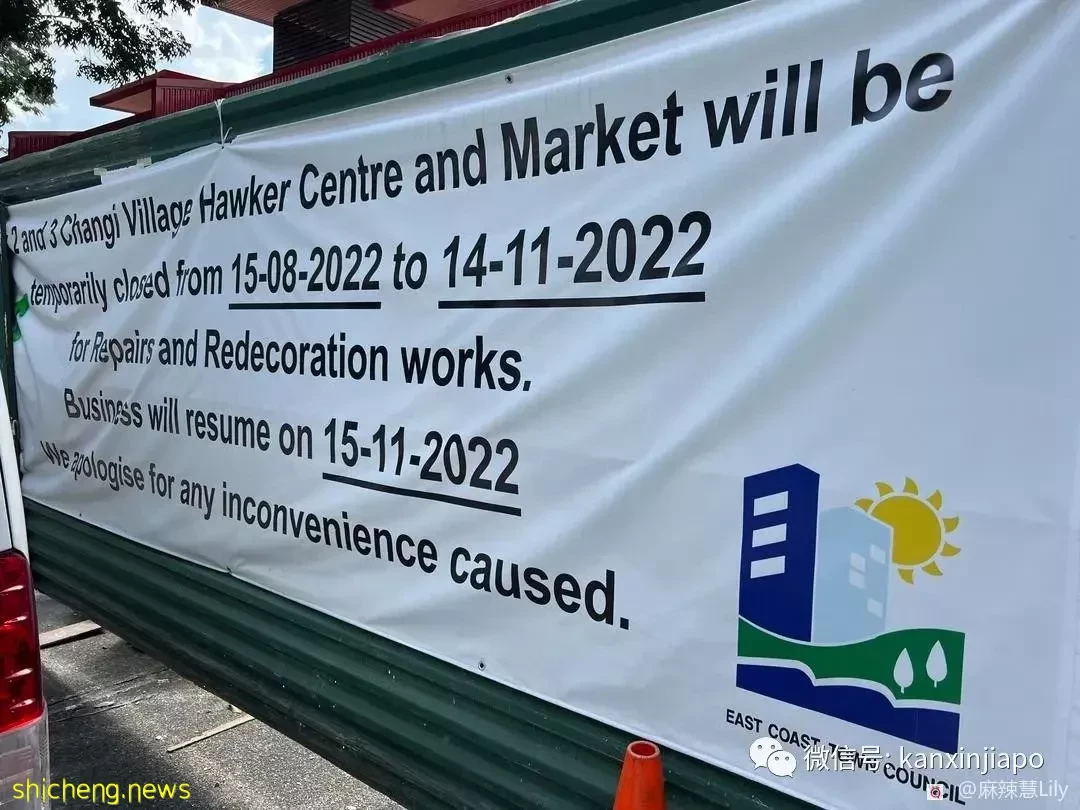 2 and 3 Changi Village Hawker Centre and Market will be
temporarily closed from 15-08-2022 to 14-11-2022
for Repairs and Redecoration works.
Business will resume on 15-11-2022
We apologise for any inconvenience caused.
EAST COAST TOWN COUNCIL
微信号: kanxinjiapo
@麻辣慧Lily
shicheng.news